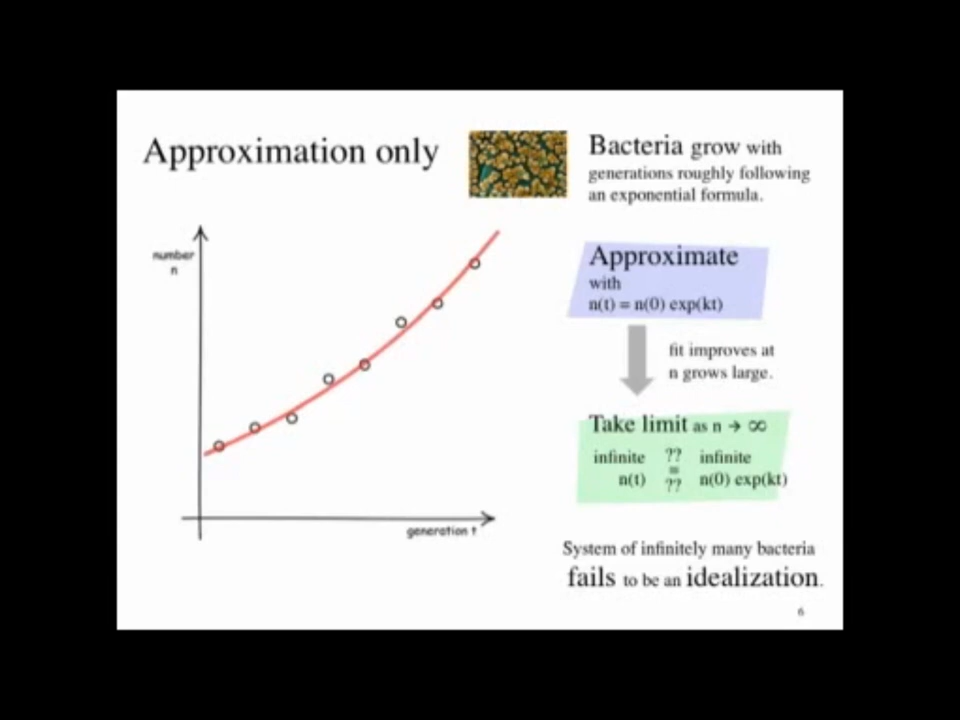 Approximation only
Bacteria grow with
generations roughly following
an exponential formula.
number
n
generation t
Approximate
with
n(t) = n(0) exp(kt)
fit improves at
n grows large.
Take limit as n → ∞
infinite ?? infinite
=
n(t) ?? n(0) exp(kt)
System of infinitely many bacteria
fails to be an idealization.
6